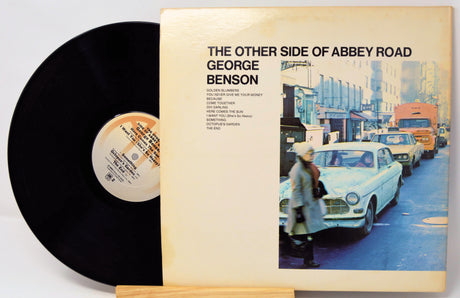 THE OTHER SIDE OF ABBEY ROAD
GEORGE
BENSON
GOLDEN SLUMBERS
YOU NEVER GIVE ME YOUR MONEY
BECAUSE
COME TOGETHER
OH! DARLING
HERE COMES THE SUN
I WANT YOU (She's So Heavy)
SOMETHING
OCTOPUS'S GARDEN
THE END